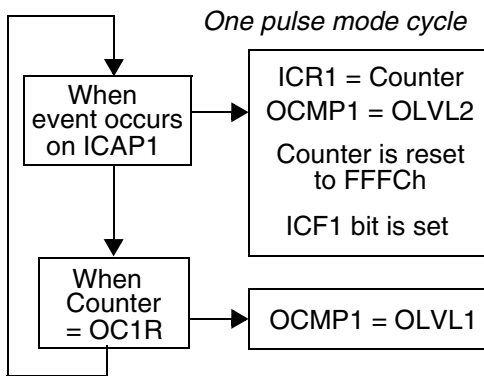 One pulse mode cycle
When
event occurs
on ICAP1
ICR1 = Counter
OCMP1 = OLVL2
Counter is reset
to FFFCh
ICF1 bit is set
When
Counter
= OC1R
OCMP1 = OLVL1